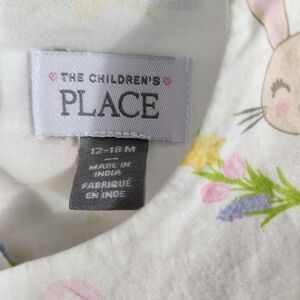 THE CHILDREN'S
PLACE
12-18 M
MADE IN
INDIA
FABRIQUÉ
EN INDE